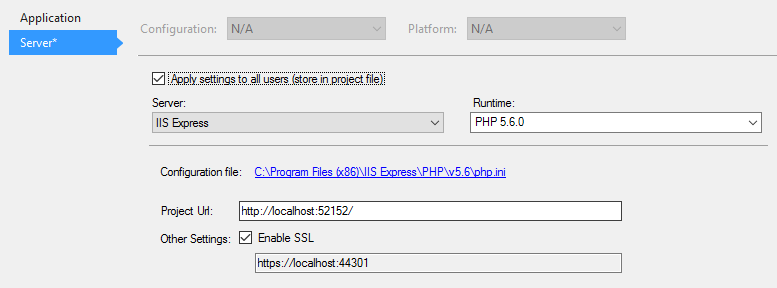 Application
Server*
Configuration: N/A Platform: N/A
Apply settings to all users (store in project file)
Server: Runtime:
IIS Express PHP 5.6.0
Configuration file: C:\Program Files (x86)\IIS Express\PHP\v5.6\php.ini
Project Url: http://localhost:52152/
Other Settings: Enable SSL
https://localhost:44301